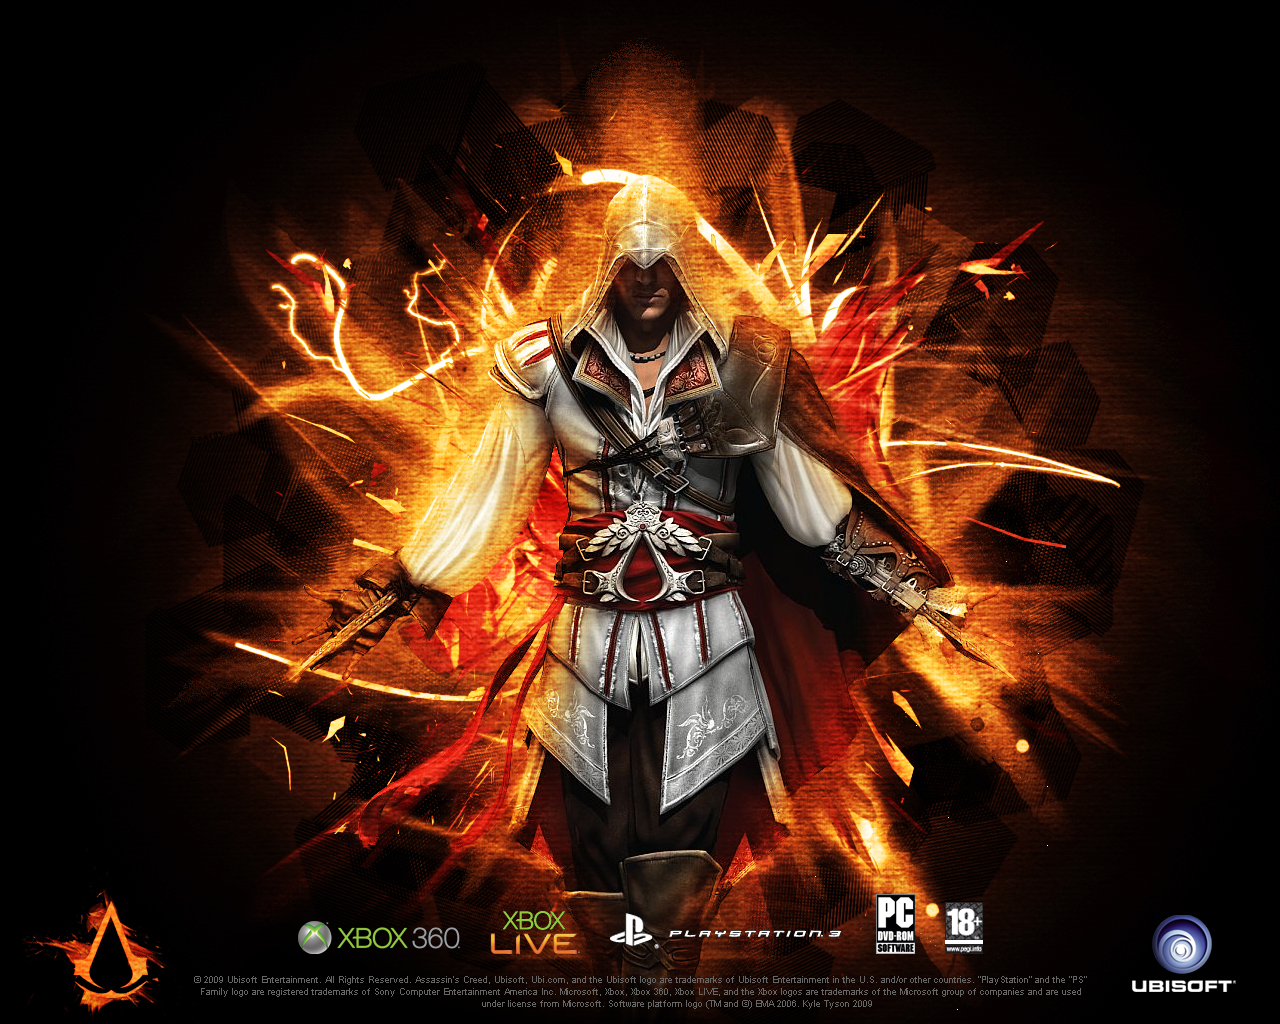 XBOX 360
XBOX
LIVE
PLAYSTATION 3
PC
DVD-ROM
SOFTWARE
18+
www.pegi.info
UBISOFT
© 2009 Ubisoft Entertainment. All Rights Reserved. Assassin's Creed, Ubisoft, Ubi.com, and the Ubisoft logo are trademarks of Ubisoft Entertainment in the U.S. and/or other countries. "PlayStation" and the "PS"
Family logo are registered trademarks of Sony Computer Entertainment America Inc. Microsoft, Xbox, Xbox 360, Xbox LIVE, and the Xbox logos are trademarks of the Microsoft group of companies and are used
under license from Microsoft. Software platform logo (TM and ©) EMA 2006. Kyle Tyson 2009